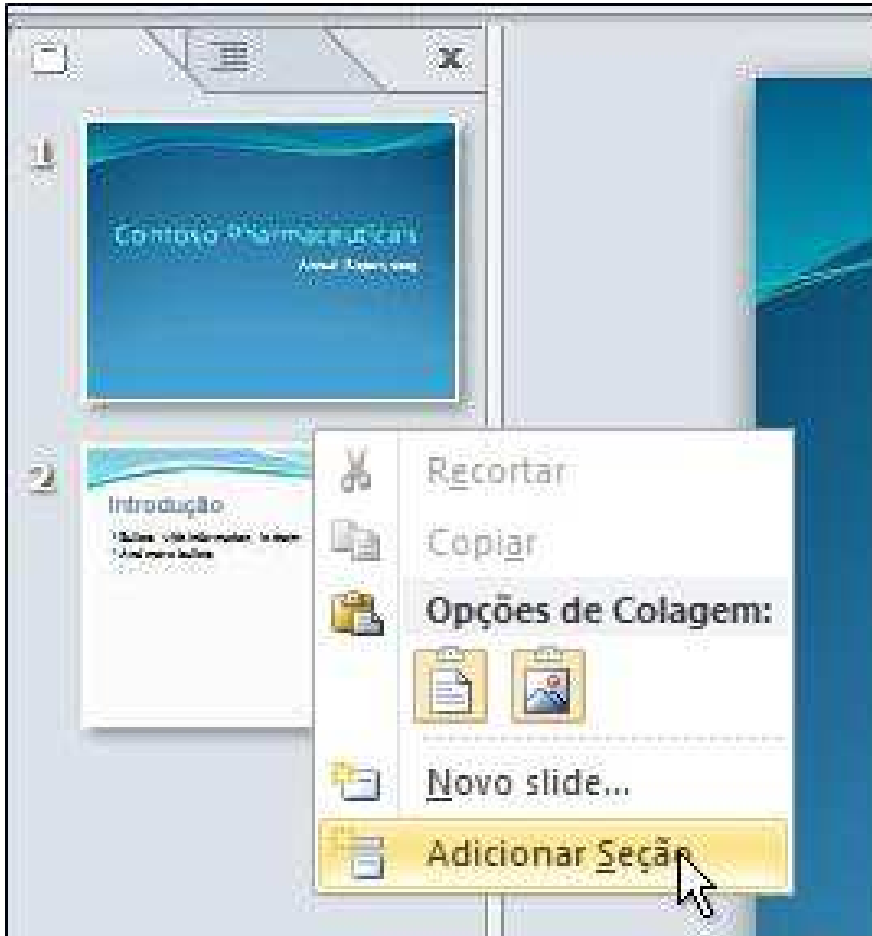 1
Contoso Pharmaceuticals
2
Introdução
Recortar
Copiar
Opções de Colagem:
Novo slide...
Adicionar Seção